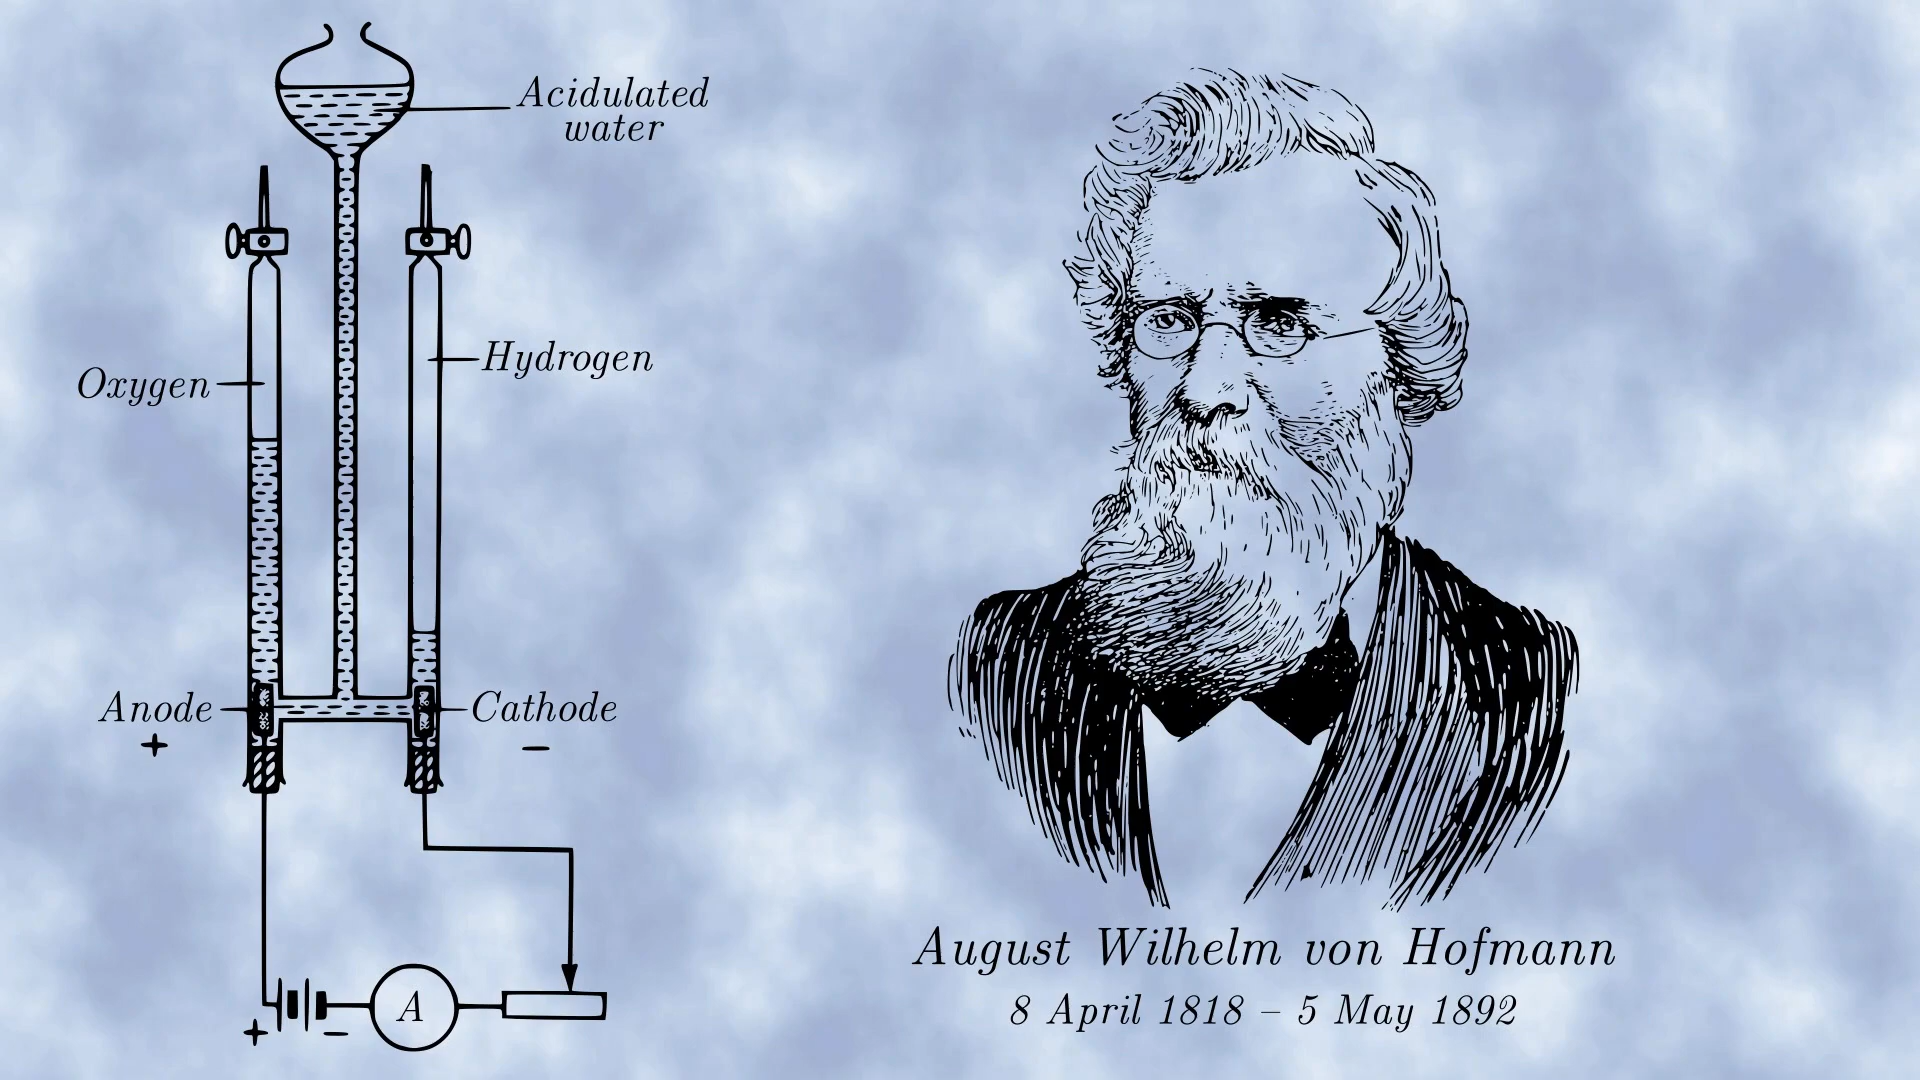 Acidulated
water
Hydrogen
Oxygen
Anode
+
Cathode
−
A
+
−
August Wilhelm von Hofmann
8 April 1818 – 5 May 1892